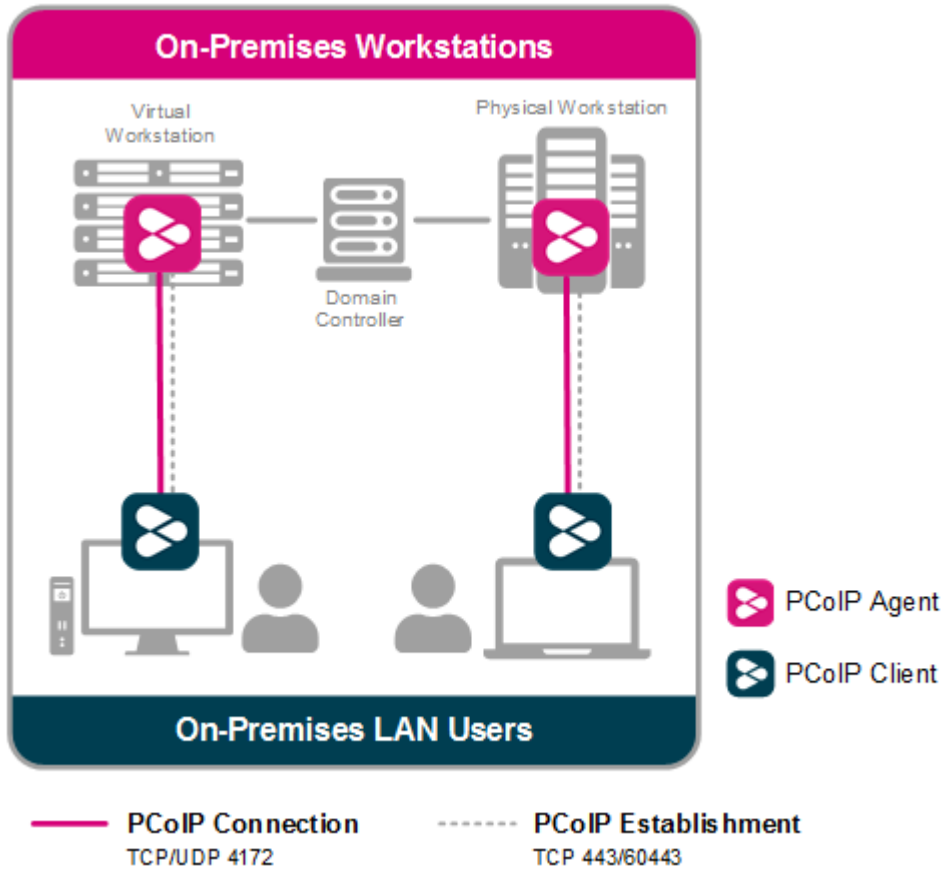 On-Premises Workstations
Virtual
Workstation
Physical Workstation
Domain
Controller
PCoIP Agent
PCoIP Client
On-Premises LAN Users
PCoIP Connection
TCP/UDP 4172
PCoIP Establishment
TCP 443/60443